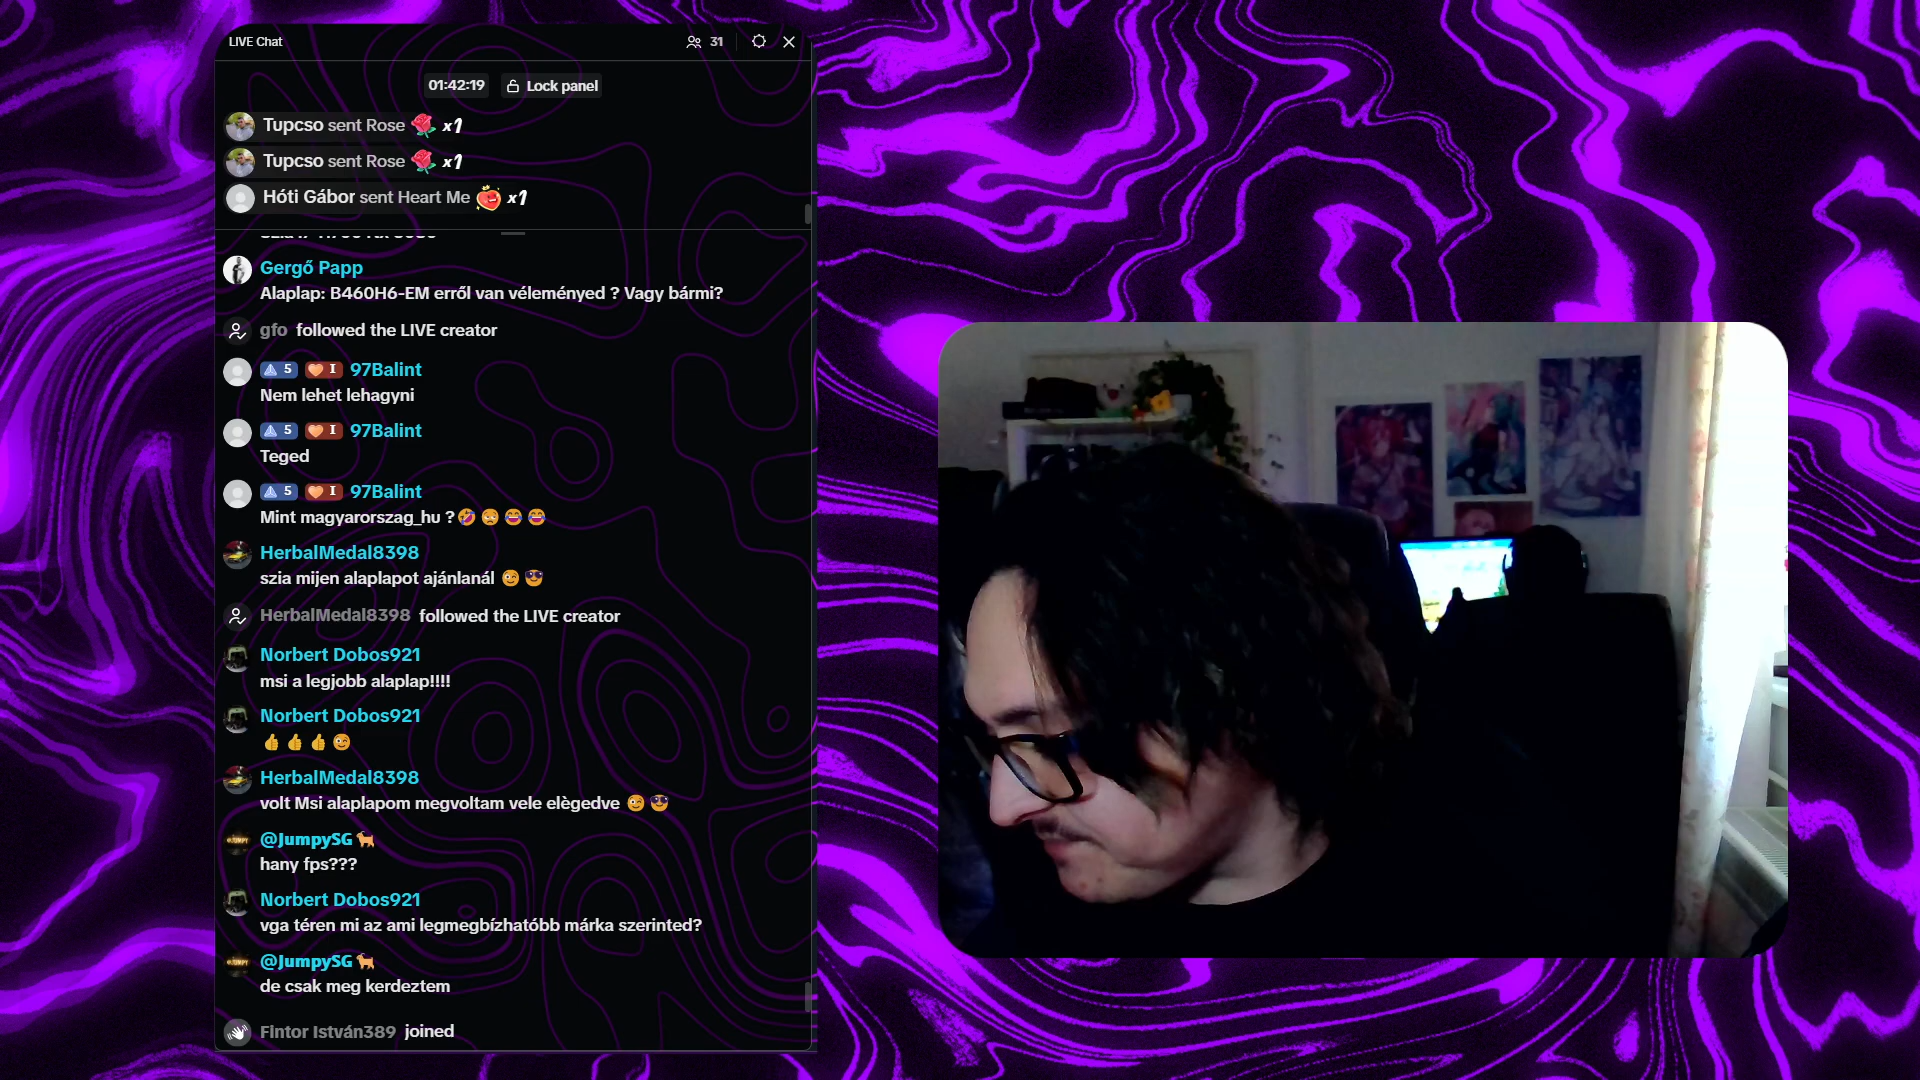 LIVE Chat
31
01:42:19
Lock panel
Tupcso sent Rose x1
Tupcso sent Rose x1
Hóti Gábor sent Heart Me x1
Gergő Papp
Alaplap: B460H6-EM erről van véleményed ? Vagy bármi?
gfo followed the LIVE creator
5 I 97Balint
Nem lehet lehagyni
5 I 97Balint
Teged
5 I 97Balint
Mint magyarorszag_hu ?🤣😂😂
HerbalMedal8398
szia mijen alaplapot ajánlanál 😉😎
HerbalMedal8398 followed the LIVE creator
Norbert Dobos921
msi a legjobb alaplap!!!!
Norbert Dobos921
👍👍👍😉
HerbalMedal8398
volt Msi alaplapom megvoltam vele elègedve 😉😎
@JumpySG🐕
hany fps???
Norbert Dobos921
vga téren mi az ami legmegbízhatóbb márka szerinted?
@JumpySG🐕
de csak meg kerdeztem
Fintor István389 joined